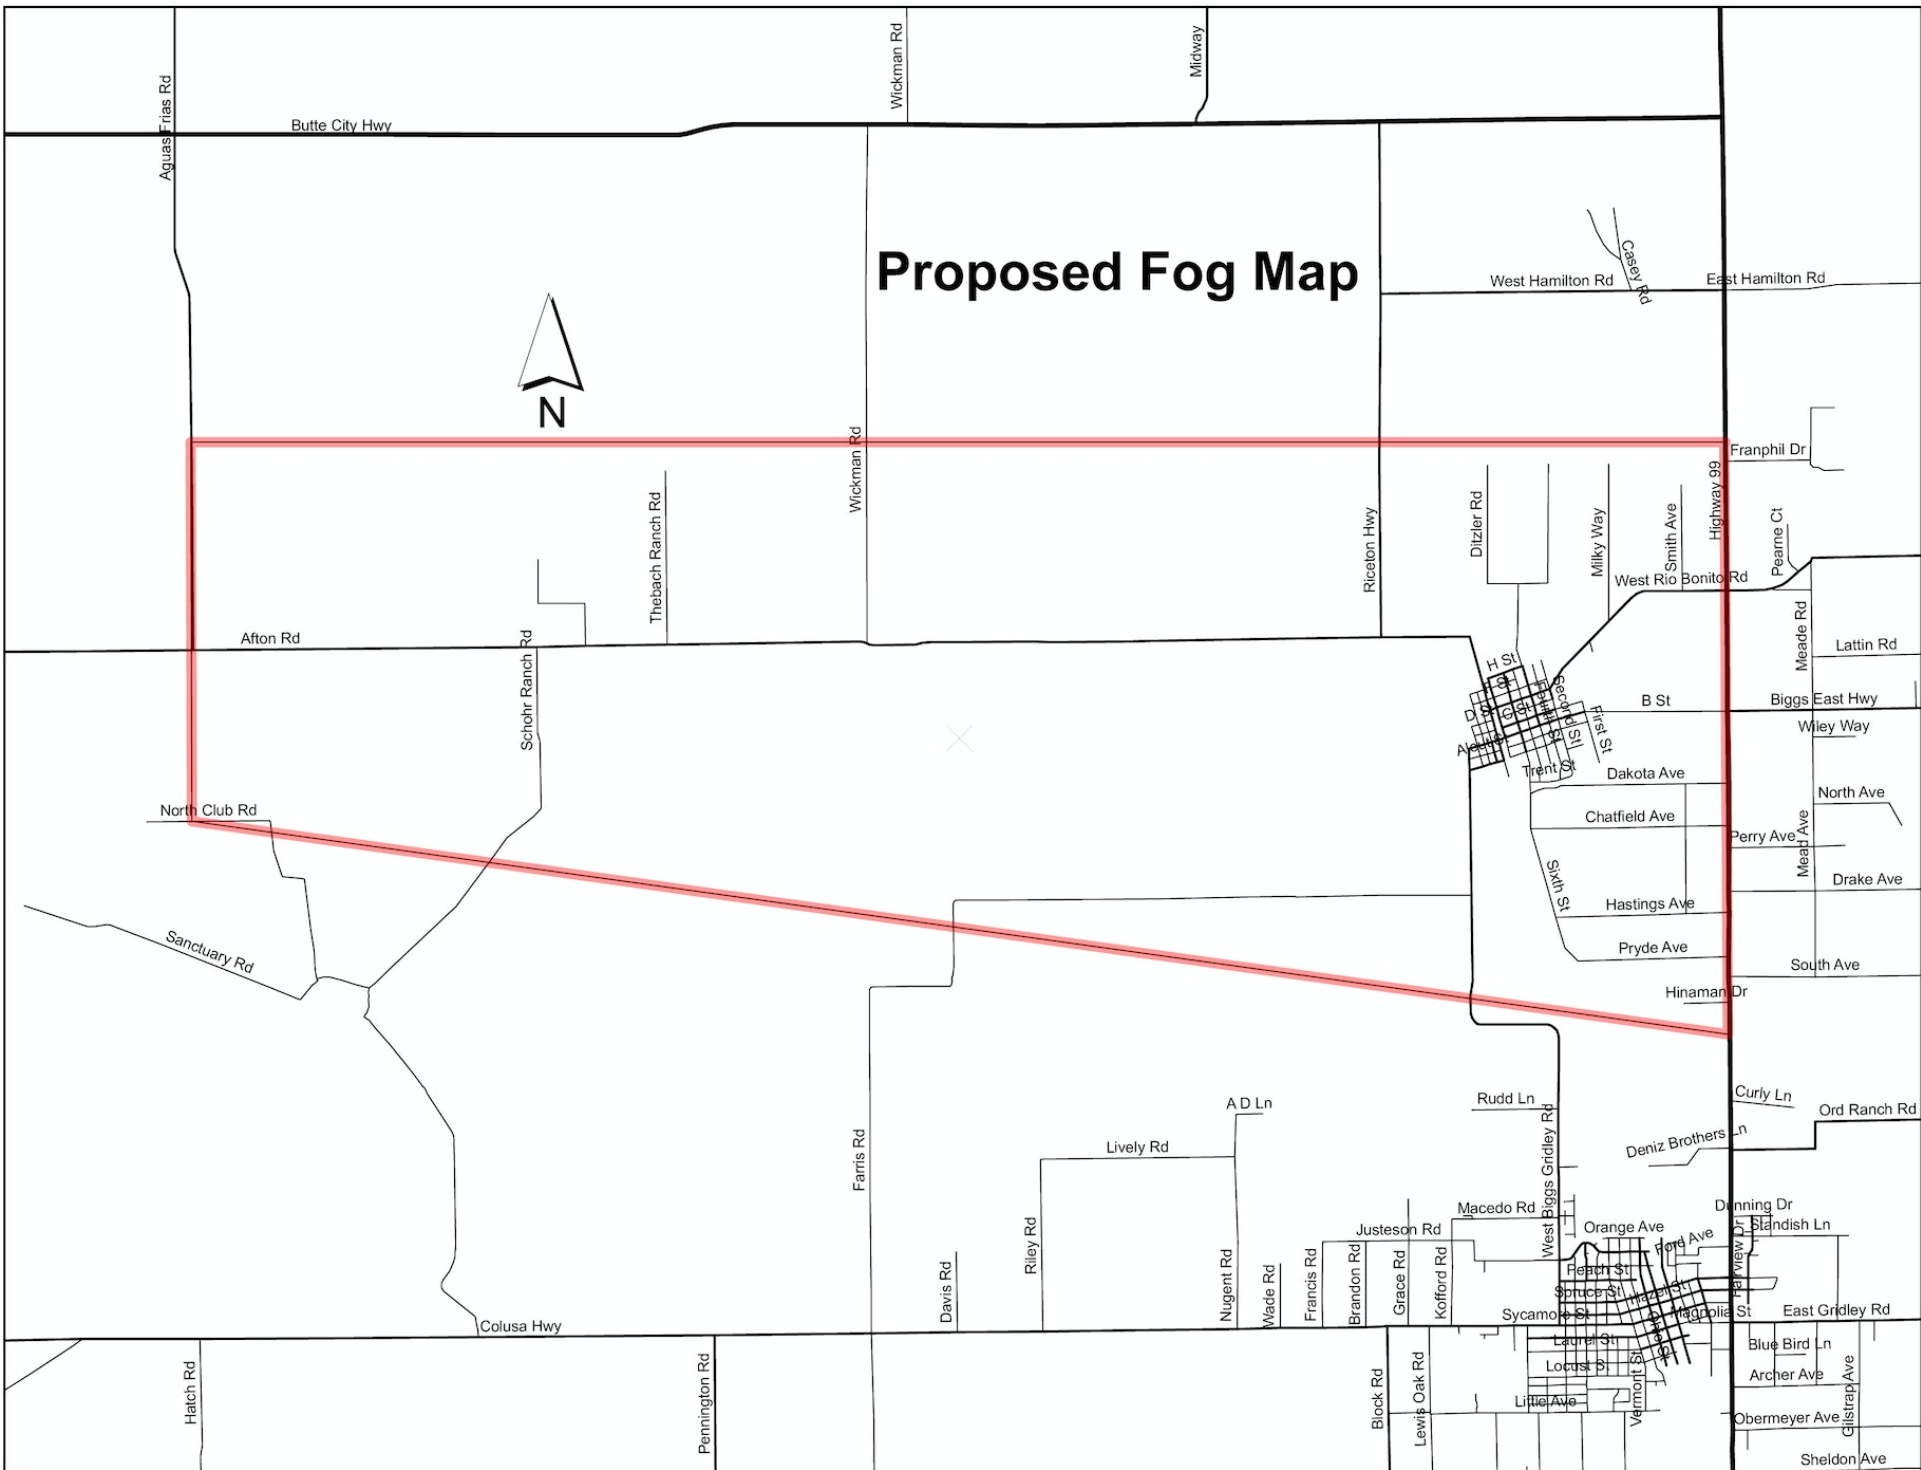 Wickman Rd
Midway
Aguas Frias Rd
Butte City Hwy
Proposed Fog Map
Casey Rd
West Hamilton Rd
East Hamilton Rd
N
Wickman Rd
Franphil Dr
Highway 99
Thebach Ranch Rd
Riceton Hwy
Ditzler Rd
Milky Way
Smith Ave
Pearne Ct
West Rio Bonito Rd
Afton Rd
Schohr Ranch Rd
Meade Rd
Lattin Rd
H St
Second St
First St
D St
G St
B St
Biggs East Hwy
Wiley Way
Trent St
Dakota Ave
North Ave
North Club Rd
Chatfield Ave
Perry Ave
Mead Ave
Sixth St
Drake Ave
Hastings Ave
Sanctuary Rd
Pryde Ave
South Ave
Hinaman Dr
Curly Ln
A D Ln
Rudd Ln
Ord Ranch Rd
Farris Rd
Lively Rd
West Biggs Gridley Rd
Deniz Brothers Ln
Riley Rd
Macedo Rd
Dunning Dr
Justeson Rd
Orange Ave
Ford Ave
Standish Ln
Fairview Dr
Davis Rd
Nugent Rd
Wade Rd
Francis Rd
Brandon Rd
Grace Rd
Kofford Rd
Peach St
Spruce St
Hazel St
Sycamore St
Magnolia St
East Gridley Rd
Colusa Hwy
Laurel St
Blue Bird Ln
Hatch Rd
Pennington Rd
Block Rd
Lewis Oak Rd
Locust St
Vermont St
Archer Ave
Gilstrap Ave
Little Ave
Obermeyer Ave
Sheldon Ave